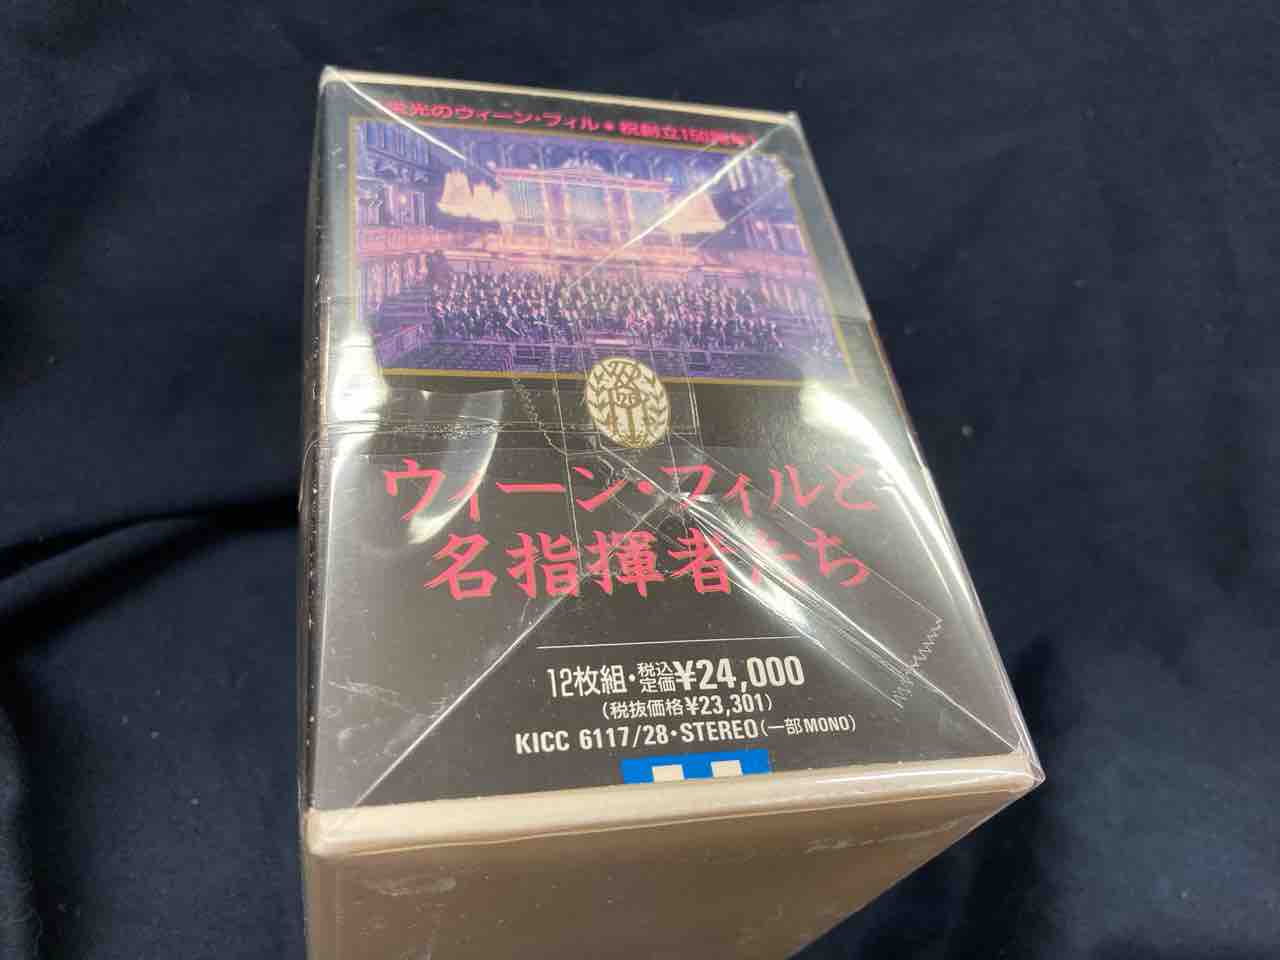 栄光のウィーン・フィル●祝創立150周年!
ウィーン・フィルと
名指揮者たち
12枚組・税込定価¥24,000
(税抜価格¥23,301)
KICC 6117/28・STEREO(一部MONO)